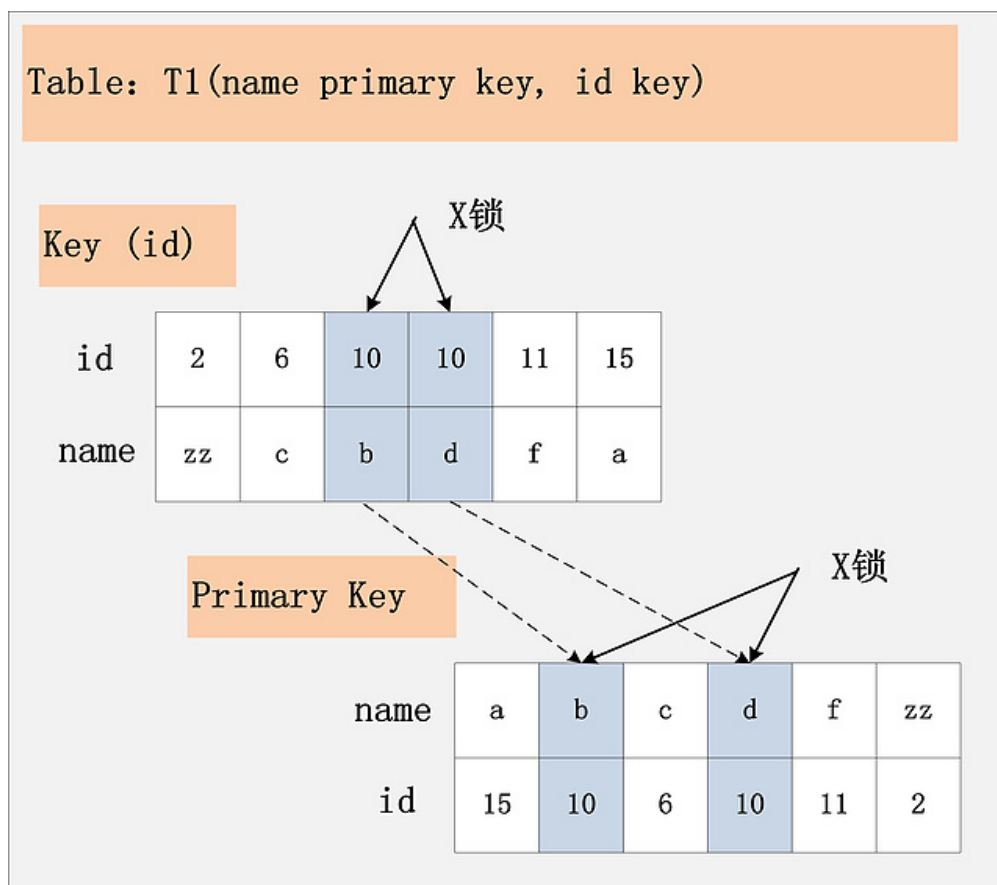 Table: T1(name primary key, id key)
X锁
Key (id)
id 2 6 10 10 11 15
name zz c b d f a
X锁
Primary Key
name a b c d f zz
id 15 10 6 10 11 2